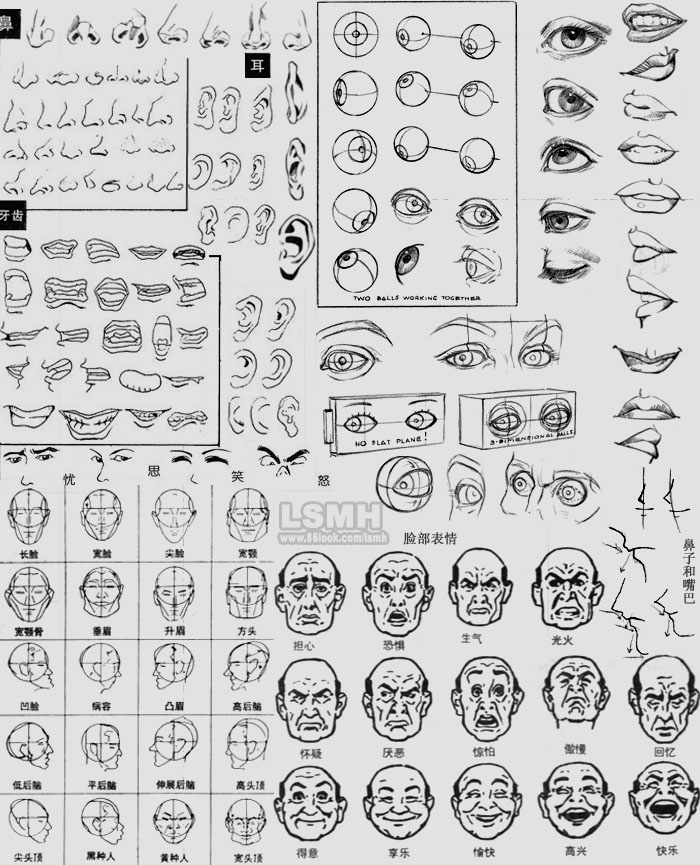 鼻
耳
牙齿
TWO BALLS WORKING TOGETHER
NO FLAT PLANE!
3-DIMENSIONAL BALLS
忧
思
笑
怒
LSMH
www.86look.com/lsmh
脸部表情
鼻子和嘴巴
长脸
宽脸
尖脸
宽颚
宽颚骨
垂眉
升眉
方头
凹脸
病容
凸眉
高后脑
低后脑
平后脑
伸展后脑
高头顶
尖头顶
黑种人
黄种人
宽头顶
担心
恐惧
生气
光火
怀疑
厌恶
惊怕
傲慢
回忆
得意
享乐
愉快
高兴
快乐